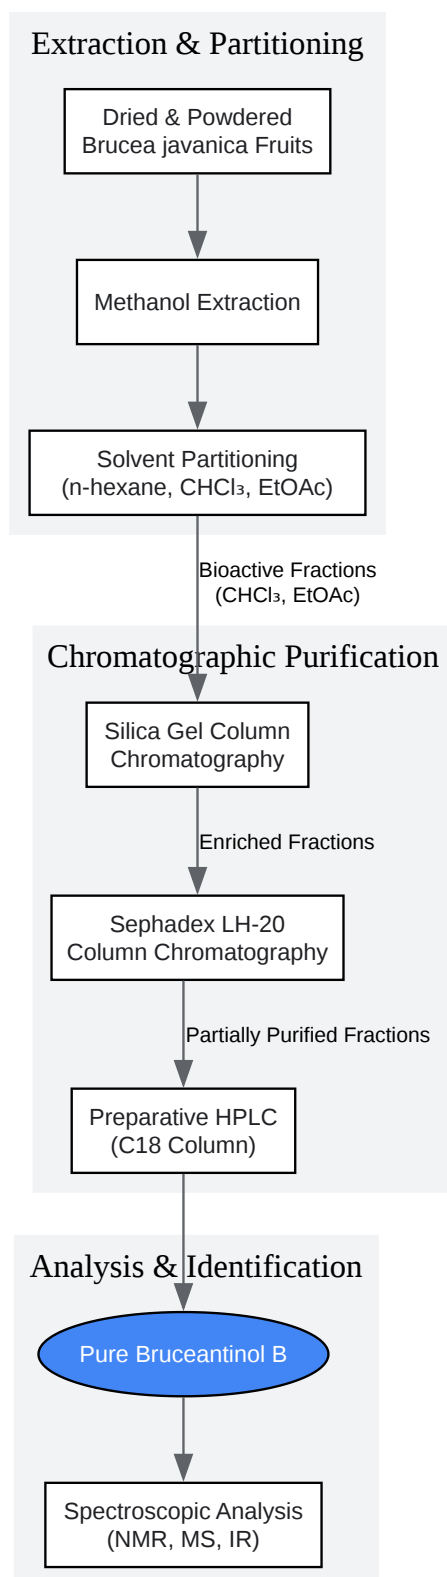 Extraction & Partitioning
Dried & Powdered
Brucea javanica Fruits
Methanol Extraction
Solvent Partitioning
(n-hexane, CHCl₃, EtOAc)
Bioactive Fractions
(CHCl₃, EtOAc)
Chromatographic Purification
Silica Gel Column
Chromatography
Enriched Fractions
Sephadex LH-20
Column Chromatography
Partially Purified Fractions
Preparative HPLC
(C18 Column)
Analysis & Identification
Pure Bruceantinol B
Spectroscopic Analysis
(NMR, MS, IR)